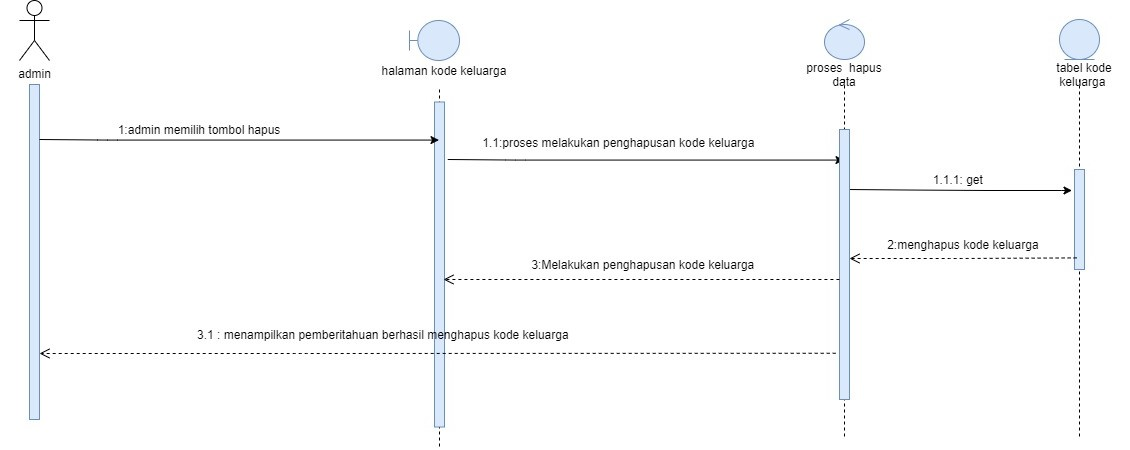 admin
halaman kode keluarga
proses hapus
data
tabel kode
keluarga
1:admin memilih tombol hapus
1.1:proses melakukan penghapusan kode keluarga
1.1.1: get
2:menghapus kode keluarga
3:Melakukan penghapusan kode keluarga
3.1 : menampilkan pemberitahuan berhasil menghapus kode keluarga